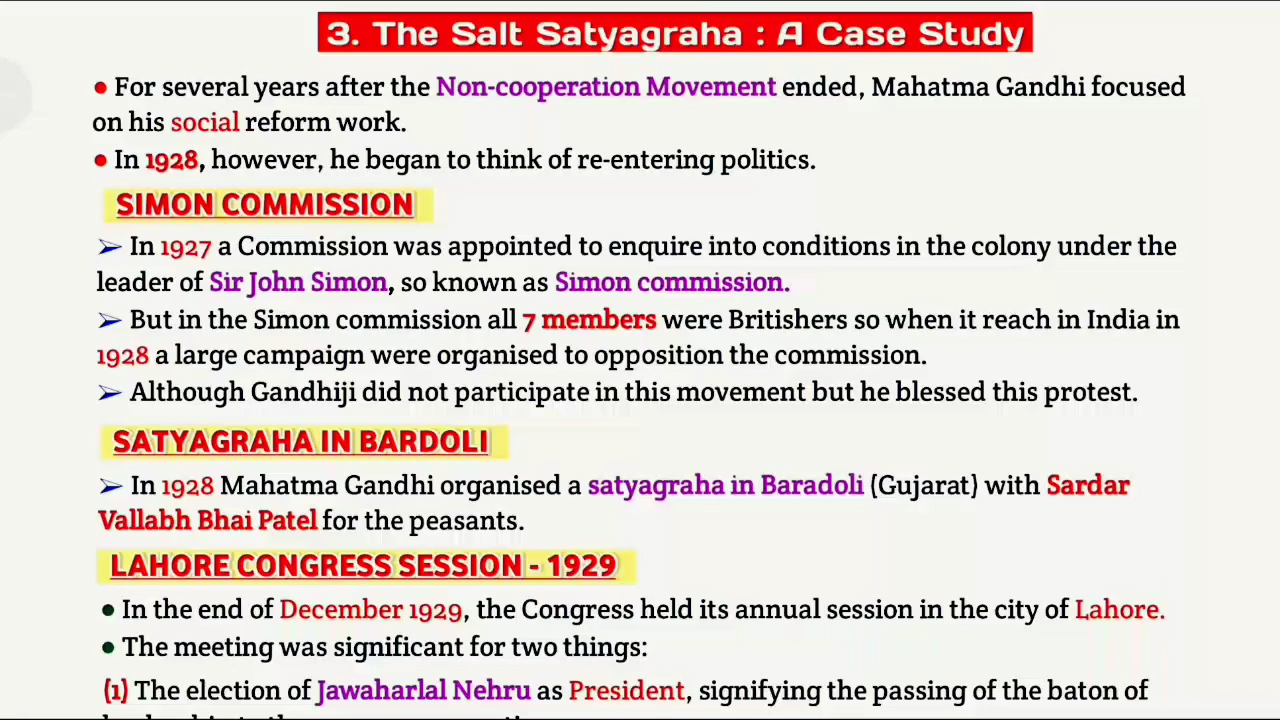 3. The Salt Satyagraha : A Case Study
● For several years after the Non-cooperation Movement ended, Mahatma Gandhi focused
on his social reform work.
● In 1928, however, he began to think of re-entering politics.
SIMON COMMISSION
➢ In 1927 a Commission was appointed to enquire into conditions in the colony under the
leader of Sir John Simon, so known as Simon commission.
➢ But in the Simon commission all 7 members were Britishers so when it reach in India in
1928 a large campaign were organised to opposition the commission.
➢ Although Gandhiji did not participate in this movement but he blessed this protest.
SATYAGRAHA IN BARDOLI
➢ In 1928 Mahatma Gandhi organised a satyagraha in Baradoli (Gujarat) with Sardar
Vallabh Bhai Patel for the peasants.
LAHORE CONGRESS SESSION - 1929
● In the end of December 1929, the Congress held its annual session in the city of Lahore.
● The meeting was significant for two things:
(1) The election of Jawaharlal Nehru as President, signifying the passing of the baton of